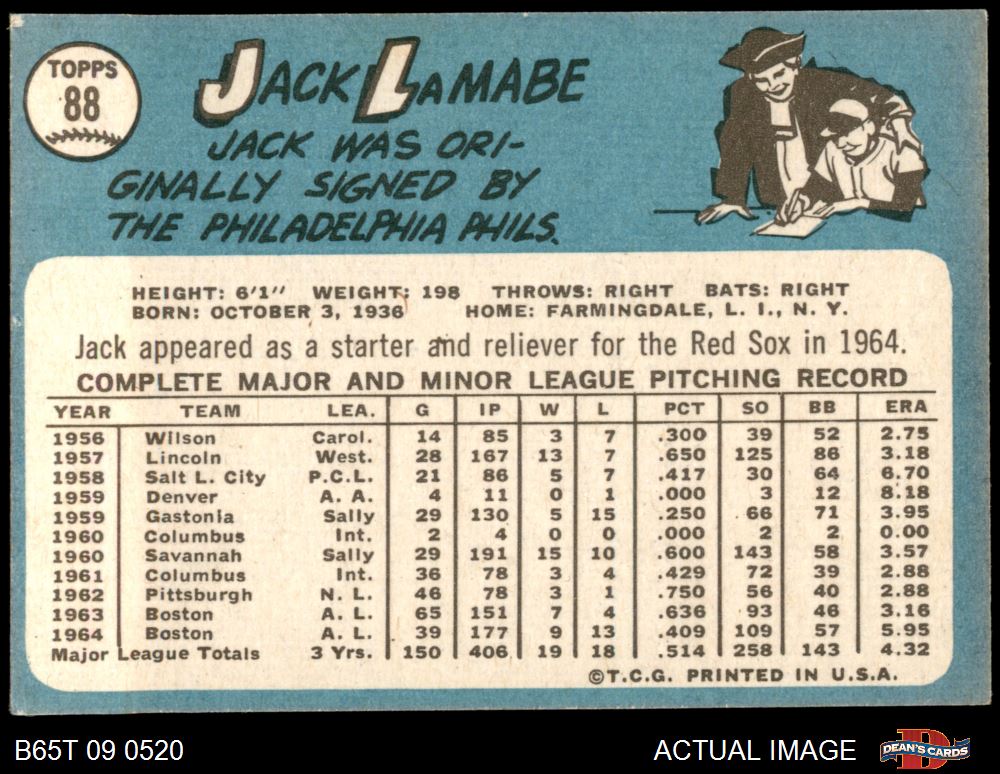 TOPPS
88
JACK LAMABE
JACK WAS ORI-
GINALLY SIGNED BY
THE PHILADELPHIA PHILS.
HEIGHT: 6'1" WEIGHT: 198 THROWS: RIGHT BATS: RIGHT
BORN: OCTOBER 3, 1936 HOME: FARMINGDALE, L. I., N. Y.
Jack appeared as a starter and reliever for the Red Sox in 1964.
COMPLETE MAJOR AND MINOR LEAGUE PITCHING RECORD
YEAR TEAM LEA. G IP W L PCT SO BB ERA
1956 Wilson Carol. 14 85 3 7 .300 39 52 2.75
1957 Lincoln West. 28 167 13 7 .650 125 86 3.18
1958 Salt L. City P.C.L. 21 86 5 7 .417 30 64 6.70
1959 Denver A. A. 4 11 0 1 .000 3 12 8.18
1959 Gastonia Sally 29 130 5 15 .250 66 71 3.95
1960 Columbus Int. 2 4 0 0 .000 2 2 0.00
1960 Savannah Sally 29 191 15 10 .600 143 58 3.57
1961 Columbus Int. 36 78 3 4 .429 72 39 2.88
1962 Pittsburgh N. L. 46 78 3 1 .750 56 40 2.88
1963 Boston A. L. 65 151 7 4 .636 93 46 3.16
1964 Boston A. L. 39 177 9 13 .409 109 57 5.95
Major League Totals 3 Yrs. 150 406 19 18 .514 258 143 4.32
©T.C.G. PRINTED IN U.S.A.
B65T 09 0520 ACTUAL IMAGE DEAN'S CARDS